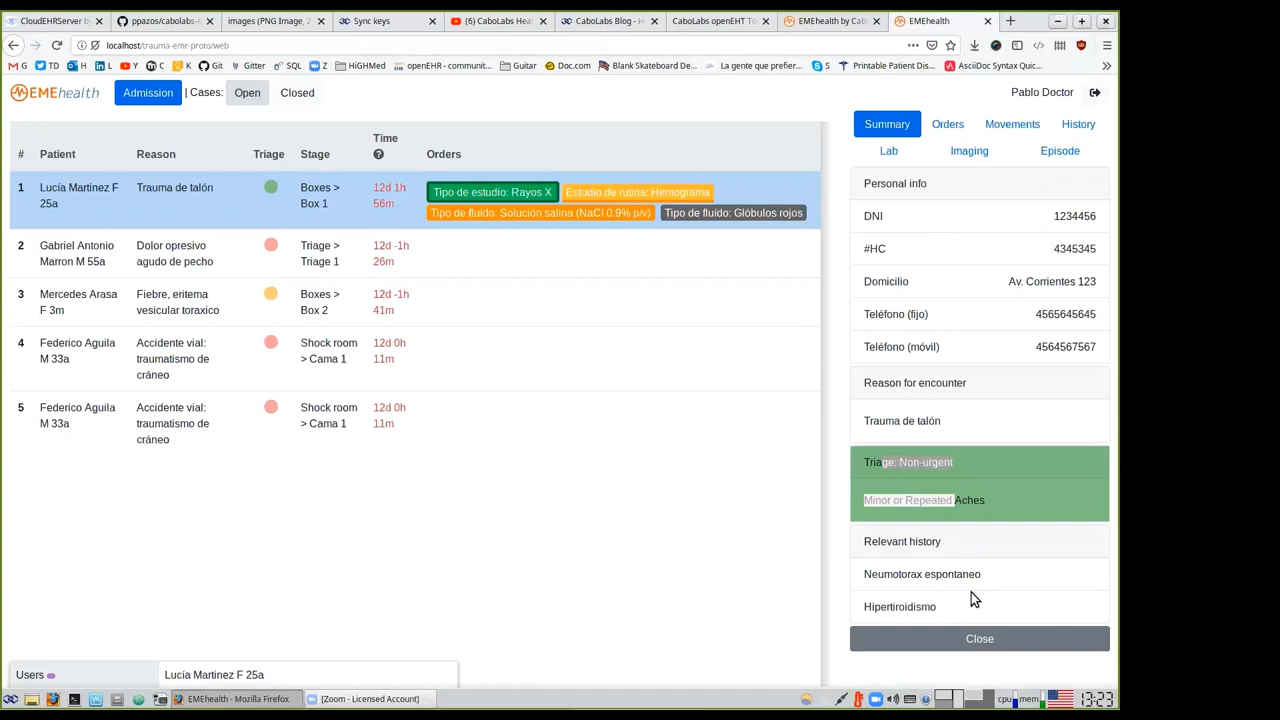 CloudEHRServer by
ppazos/cabolabs-e
images (PNG Image, 2
Sync keys
(6) CaboLabs Hea
CaboLabs Blog - H
CaboLabs openEHT To
EMEhealth by Cab
EMEhealth
localhost/trauma-emr-proto/web
G
TD
H
L
Y
C
K
Git
Gitter
SQL
Z
HiGHMed
openEHR - communit...
Guitar
Doc.com
Blank Skateboard De...
La gente que prefier...
S
Printable Patient Dis...
AsciiDoc Syntax Quic...
EMEhealth
Admission
| Cases:
Open
Closed
Pablo Doctor
# Patient Reason Triage Stage Time Orders
1 Lucía Martinez F Trauma de talón Boxes > 12d 1h Tipo de estudio: Rayos X Estudio de rutina: Hemograma
25a Box 1 56m Tipo de fluído: Solución salina (NaCl 0.9% p/v) Tipo de fluído: Glóbulos rojos
2 Gabriel Antonio Dolor opresivo Triage > 12d -1h
Marron M 55a agudo de pecho Triage 1 26m
3 Mercedes Arasa Fiebre, eritema Boxes > 12d -1h
F 3m vesicular toraxico Box 2 41m
4 Federico Aguila Accidente vial: Shock room 12d 0h
M 33a traumatismo de > Cama 1 11m
cráneo
5 Federico Aguila Accidente vial: Shock room 12d 0h
M 33a traumatismo de > Cama 1 11m
cráneo
Summary Orders Movements History
Lab Imaging Episode
Personal info
DNI 1234456
#HC 4345345
Domicilio Av. Corrientes 123
Teléfono (fijo) 4565645645
Teléfono (móvil) 4564567567
Reason for encounter
Trauma de talón
Triage: Non-urgent
Minor or Repeated Aches
Relevant history
Neumotorax espontaneo
Hipertiroidismo
Close
Users Lucía Martinez F 25a
EMEhealth - Mozilla Firefox
[Zoom - Licensed Account]
cpu
mem
13:23